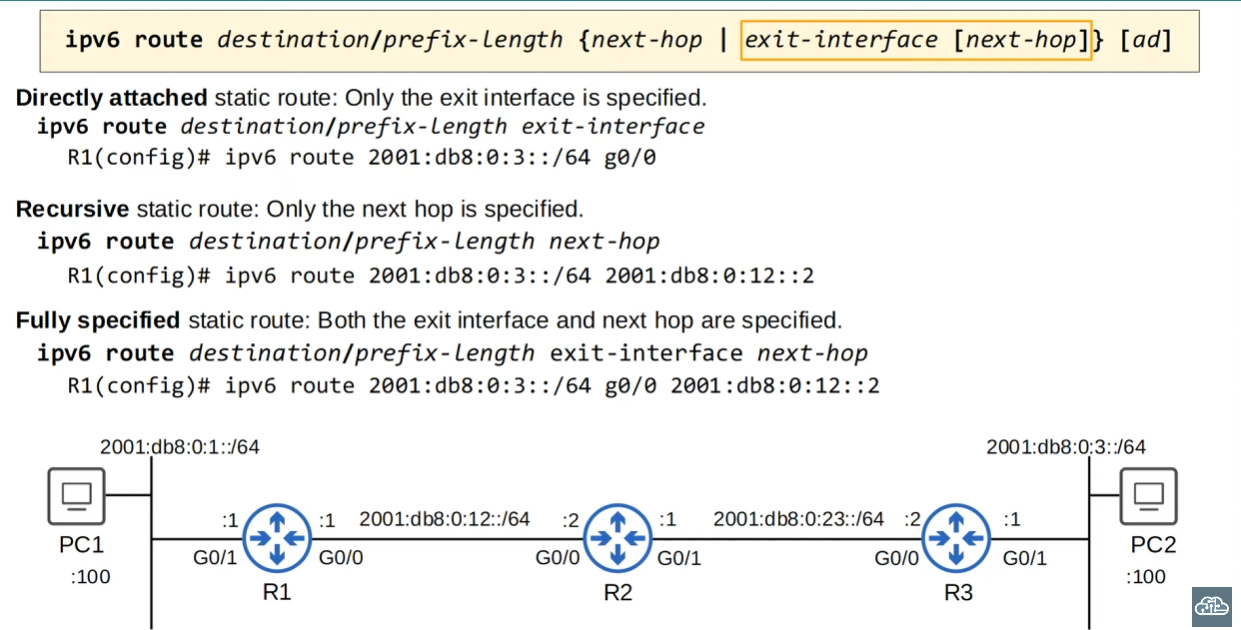 ipv6 route destination/prefix-length {next-hop | exit-interface [next-hop]} [ad]
Directly attached static route: Only the exit interface is specified.
ipv6 route destination/prefix-length exit-interface
R1(config)# ipv6 route 2001:db8:0:3::/64 g0/0
Recursive static route: Only the next hop is specified.
ipv6 route destination/prefix-length next-hop
R1(config)# ipv6 route 2001:db8:0:3::/64 2001:db8:0:12::2
Fully specified static route: Both the exit interface and next hop are specified.
ipv6 route destination/prefix-length exit-interface next-hop
R1(config)# ipv6 route 2001:db8:0:3::/64 g0/0 2001:db8:0:12::2
2001:db8:0:1::/64 2001:db8:0:3::/64
:1 :1 2001:db8:0:12::/64 :2 :1 2001:db8:0:23::/64 :2 :1
PC1 G0/1 G0/0 G0/0 G0/1 G0/0 G0/1 PC2
:100 :100
R1 R2 R3